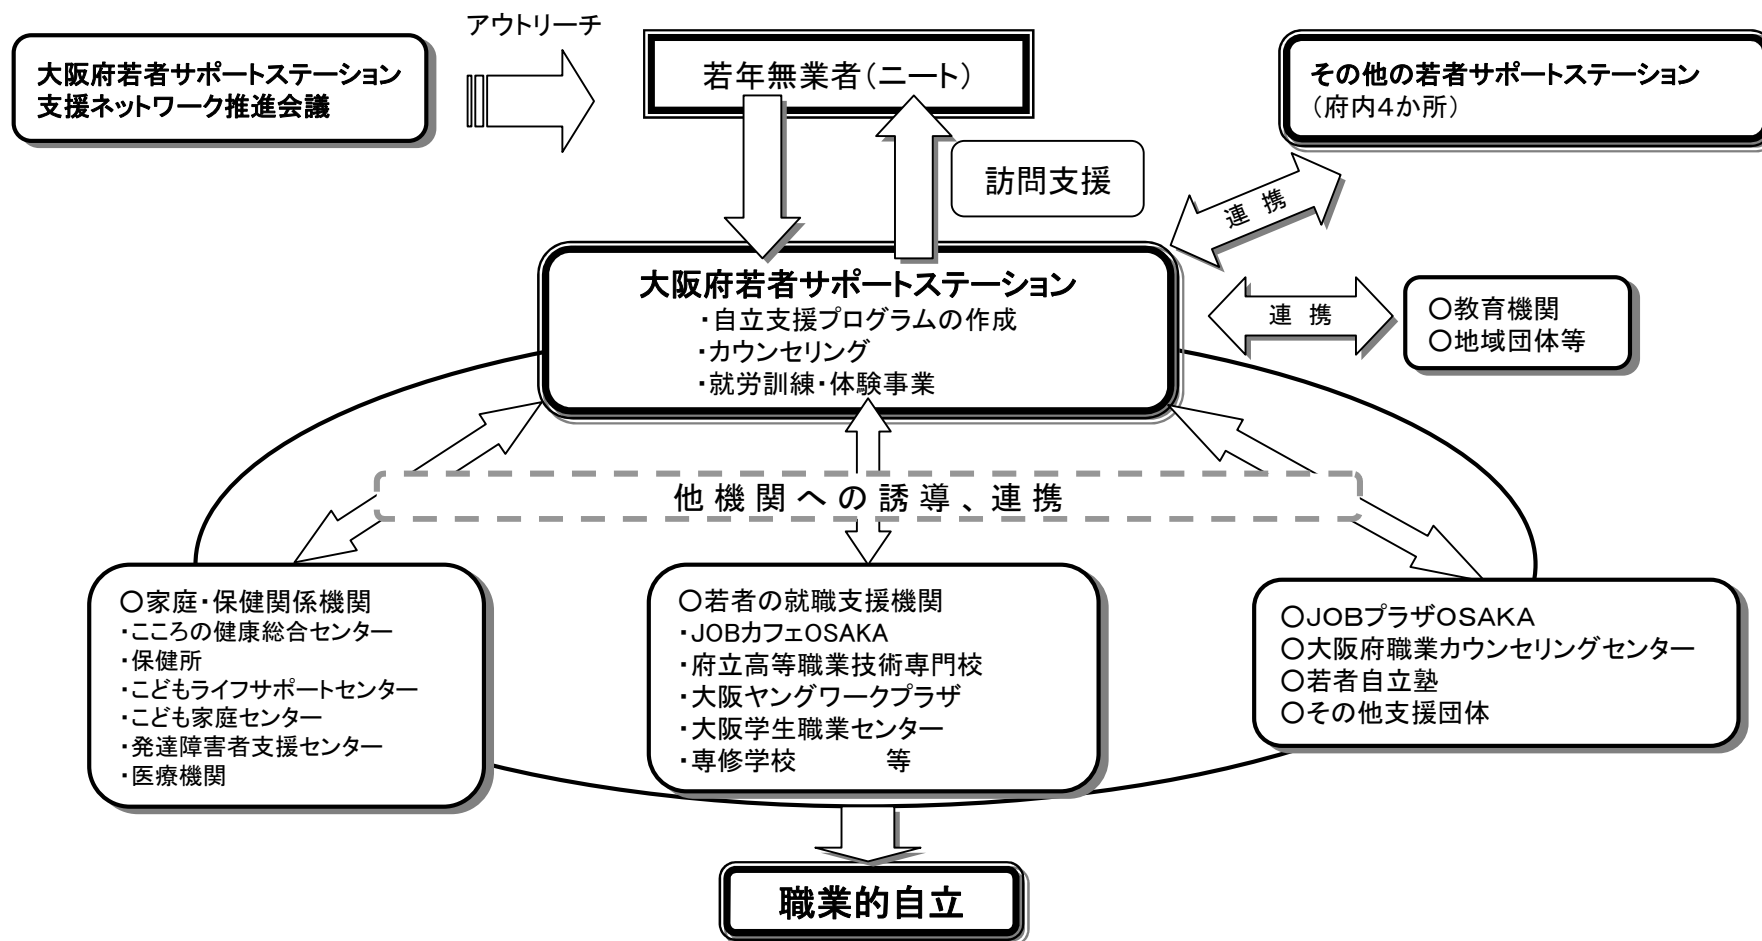 アウトリーチ
大阪府若者サポートステーション
支援ネットワーク推進会議
若年無業者(ニート)
その他の若者サポートステーション
(府内4か所)
訪問支援
連 携
大阪府若者サポートステーション
・自立支援プログラムの作成
・カウンセリング
・就労訓練・体験事業
連 携
○教育機関
○地域団体等
他機関への誘導、連携
○家庭・保健関係機関
・こころの健康総合センター
・保健所
・こどもライフサポートセンター
・こども家庭センター
・発達障害者支援センター
・医療機関
○若者の就職支援機関
・JOBカフェOSAKA
・府立高等職業技術専門校
・大阪ヤングワークプラザ
・大阪学生職業センター
・専修学校 等
○JOBプラザOSAKA
○大阪府職業カウンセリングセンター
○若者自立塾
○その他支援団体
職業的自立